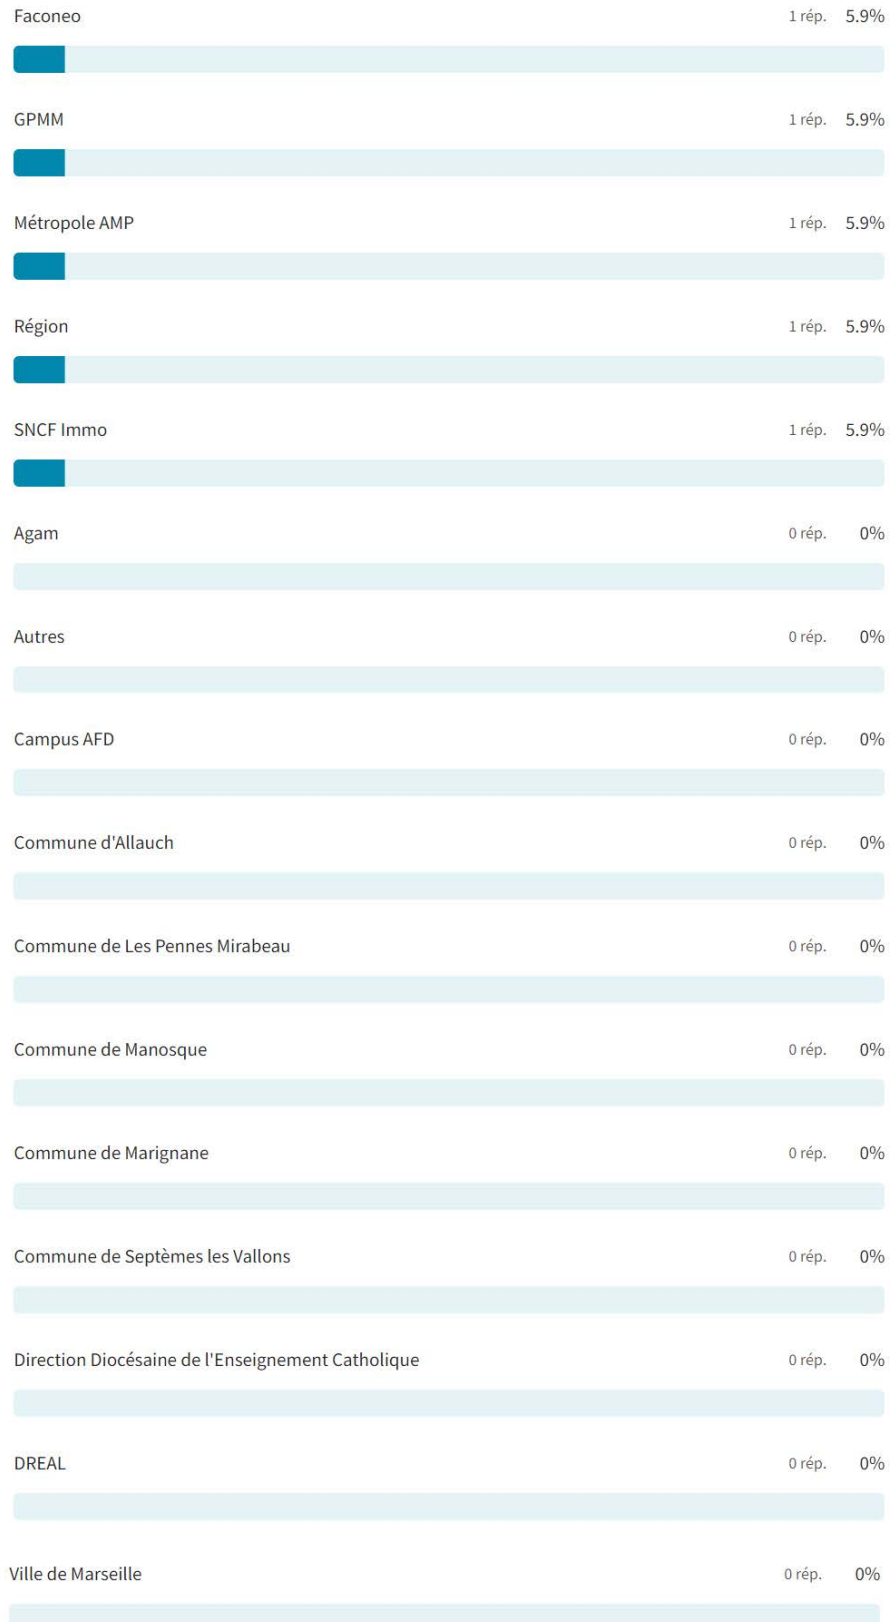 Faconeo 1 rép. 5.9%
GPMM 1 rép. 5.9%
Métropole AMP 1 rép. 5.9%
Région 1 rép. 5.9%
SNCF Immo 1 rép. 5.9%
Agam 0 rép. 0%
Autres 0 rép. 0%
Campus AFD 0 rép. 0%
Commune d'Allauch 0 rép. 0%
Commune de Les Pennes Mirabeau 0 rép. 0%
Commune de Manosque 0 rép. 0%
Commune de Marignane 0 rép. 0%
Commune de Septèmes les Vallons 0 rép. 0%
Direction Diocésaine de l'Enseignement Catholique 0 rép. 0%
DREAL 0 rép. 0%
Ville de Marseille 0 rép. 0%